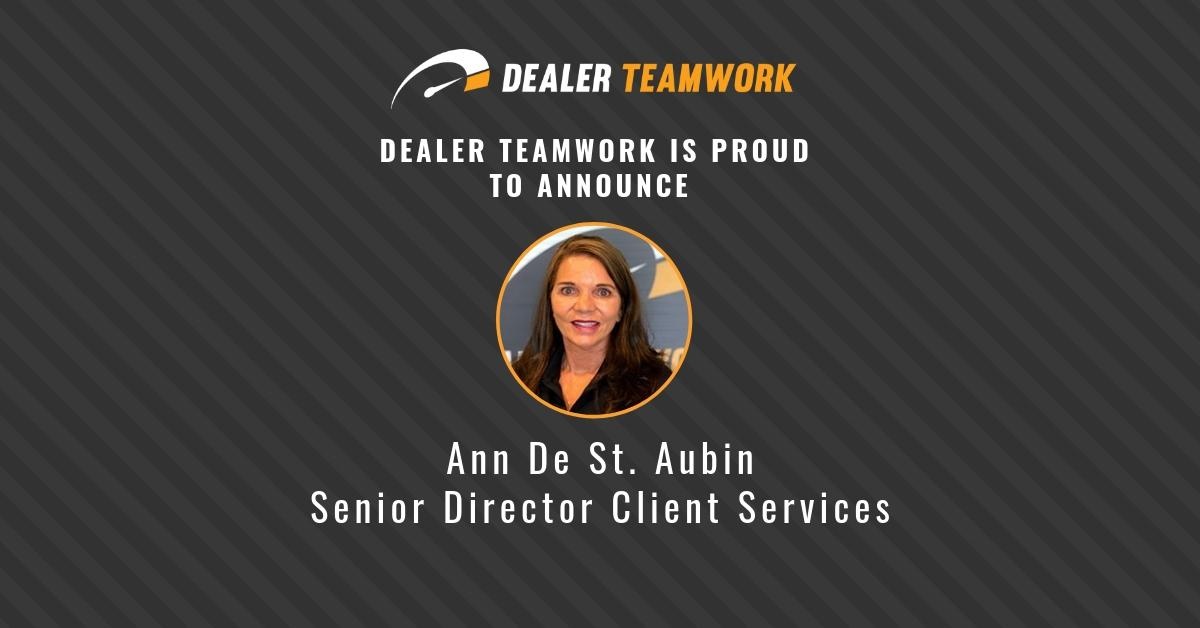 DEALER TEAMWORK
DEALER TEAMWORK IS PROUD
TO ANNOUNCE
Ann De St. Aubin
Senior Director Client Services